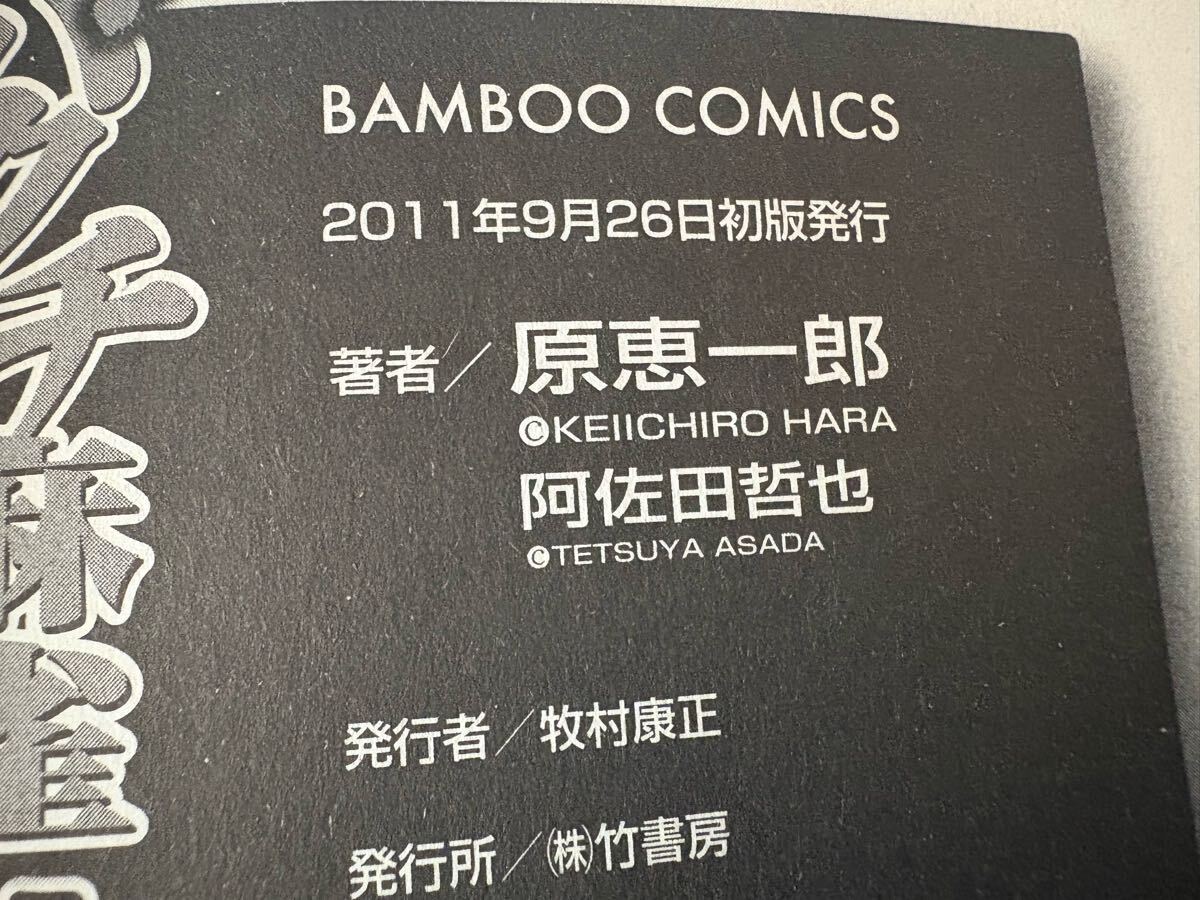 BAMBOO COMICS
2011年9月26日初版発行
著者／原恵一郎
©KEIICHIRO HARA
阿佐田哲也
©TETSUYA ASADA
発行者／牧村康正
発行所／㈱竹書房